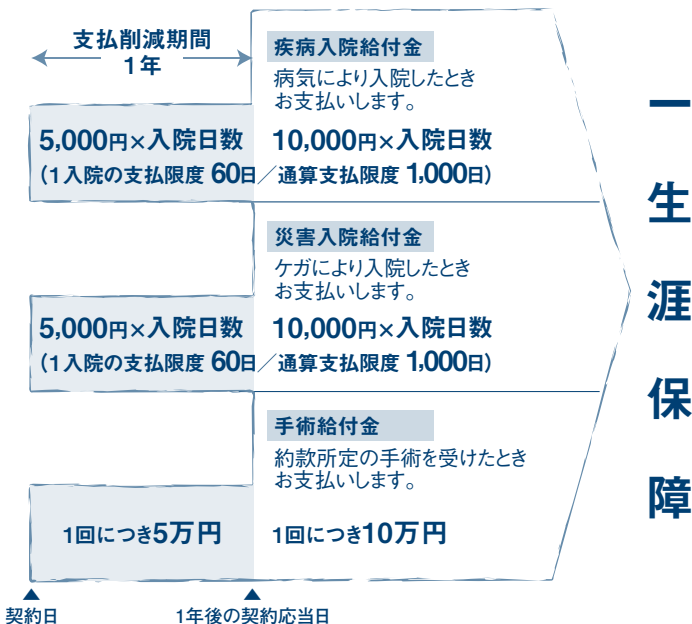 支払削減期間
1年
疾病入院給付金
病気により入院したとき
お支払いします。
5,000円×入院日数
10,000円×入院日数
(1入院の支払限度 60日／通算支払限度 1,000日)
災害入院給付金
ケガにより入院したとき
お支払いします。
5,000円×入院日数
10,000円×入院日数
(1入院の支払限度 60日／通算支払限度 1,000日)
手術給付金
約款所定の手術を受けたとき
お支払いします。
1回につき5万円
1回につき10万円
契約日
1年後の契約応当日
一生涯保障